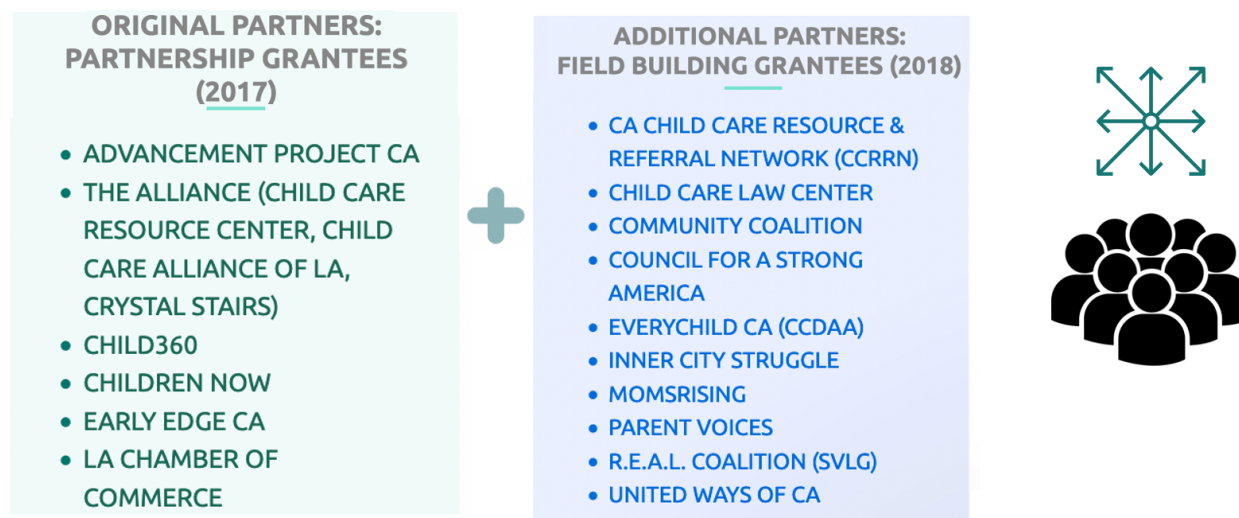 ORIGINAL PARTNERS:
PARTNERSHIP GRANTEES
(2017)
• ADVANCEMENT PROJECT CA
• THE ALLIANCE (CHILD CARE
RESOURCE CENTER, CHILD
CARE ALLIANCE OF LA,
CRYSTAL STAIRS)
• CHILD360
• CHILDREN NOW
• EARLY EDGE CA
• LA CHAMBER OF
COMMERCE
ADDITIONAL PARTNERS:
FIELD BUILDING GRANTEES (2018)
• CA CHILD CARE RESOURCE &
REFERRAL NETWORK (CCRRN)
• CHILD CARE LAW CENTER
• COMMUNITY COALITION
• COUNCIL FOR A STRONG
AMERICA
• EVERYCHILD CA (CCDAA)
• INNER CITY STRUGGLE
• MOMSRISING
• PARENT VOICES
• R.E.A.L. COALITION (SVLG)
• UNITED WAYS OF CA